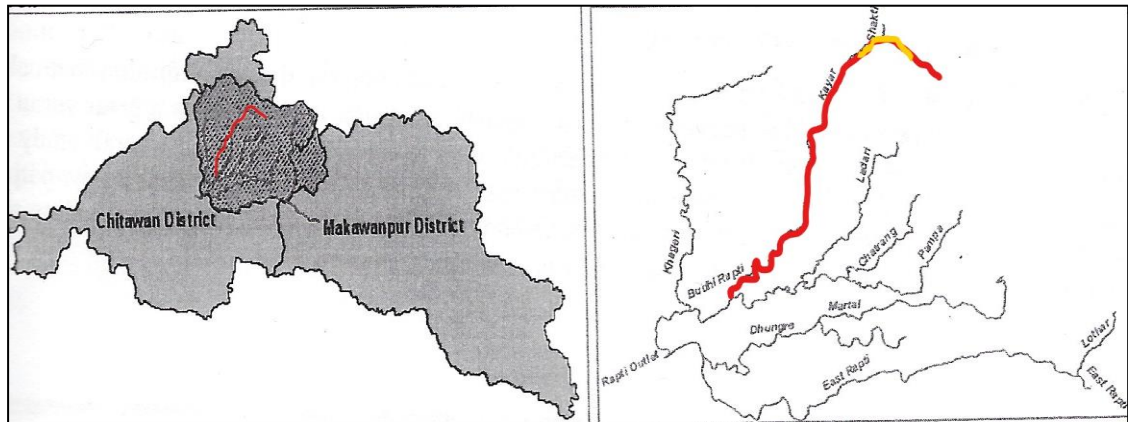 Chitawan District
Makawanpur District
Shakti
Kayar
Ladari
Khageri
Chatrang
Pampa
Budhi Rapti
Martal
Dhungre
Lothar
Rapti Outlet
East Rapti
East Rapti